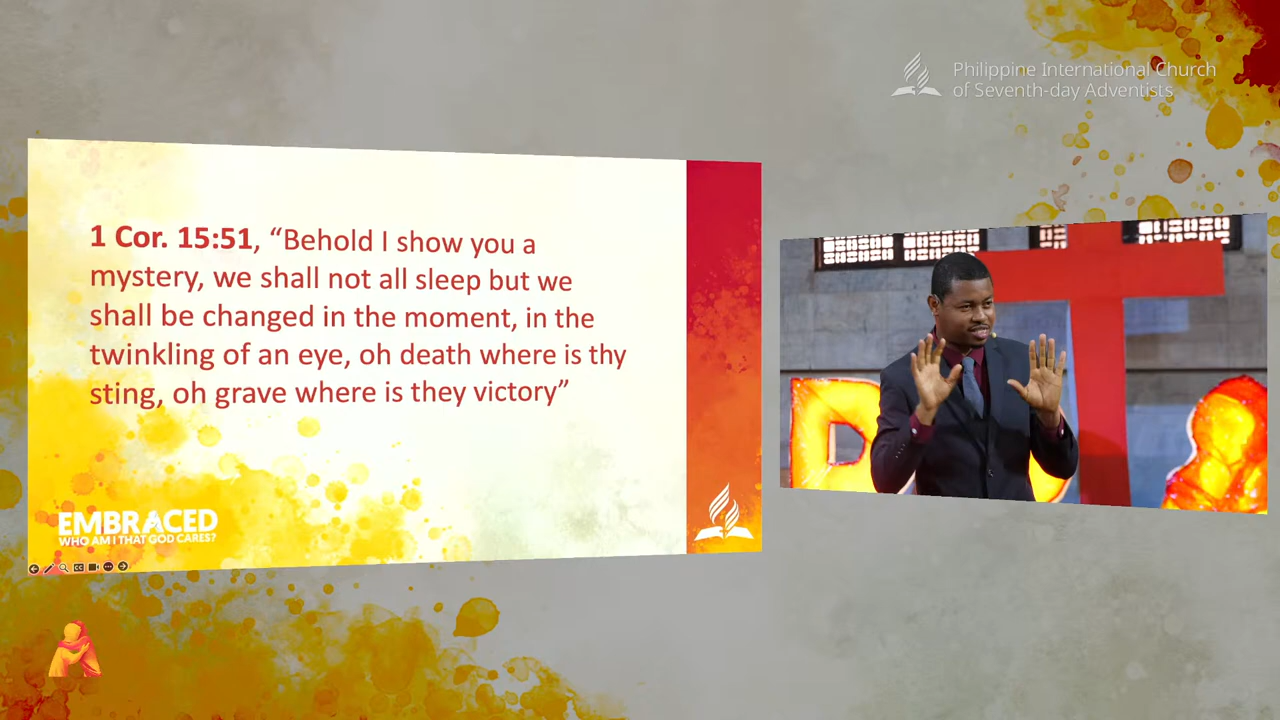 Philippine International Church
of Seventh-day Adventists
1 Cor. 15:51, “Behold I show you a
mystery, we shall not all sleep but we
shall be changed in the moment, in the
twinkling of an eye, oh death where is thy
sting, oh grave where is they victory”
EMBRACED
WHO AM I THAT GOD CARES?